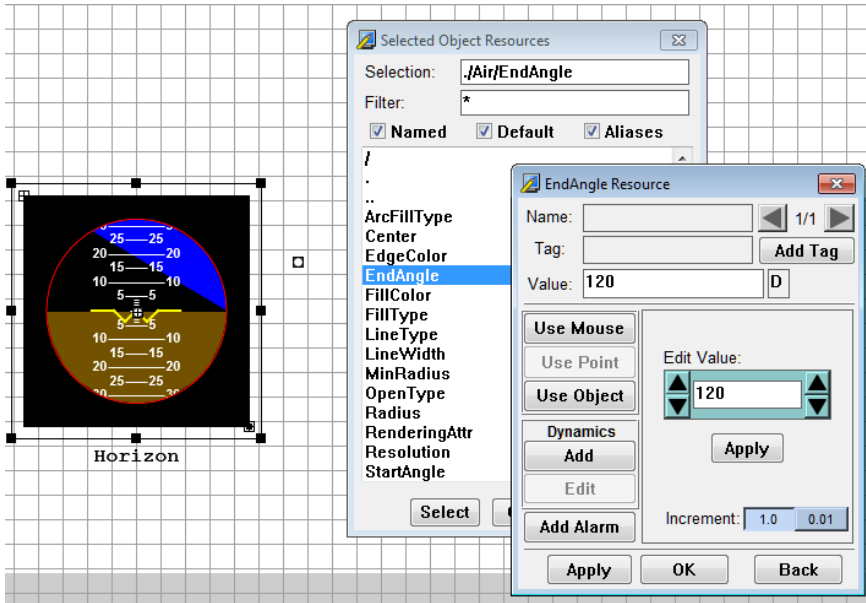 Selected Object Resources
Selection: ./Air/EndAngle
Filter: *
Named Default Aliases
/
.
..
ArcFillType
Center
EdgeColor
EndAngle
FillColor
FillType
LineType
LineWidth
MinRadius
OpenType
Radius
RenderingAttr
Resolution
StartAngle
Select
EndAngle Resource
Name: 1/1
Tag: Add Tag
Value: 120 D
Use Mouse
Use Point
Use Object
Dynamics
Add
Edit
Add Alarm
Edit Value:
120
Apply
Increment: 1.0 0.01
Apply OK Back
25 25
20
15 15
10 10
5 5
5 5
10 10
15 15
20 20
25 25
20 30
Horizon